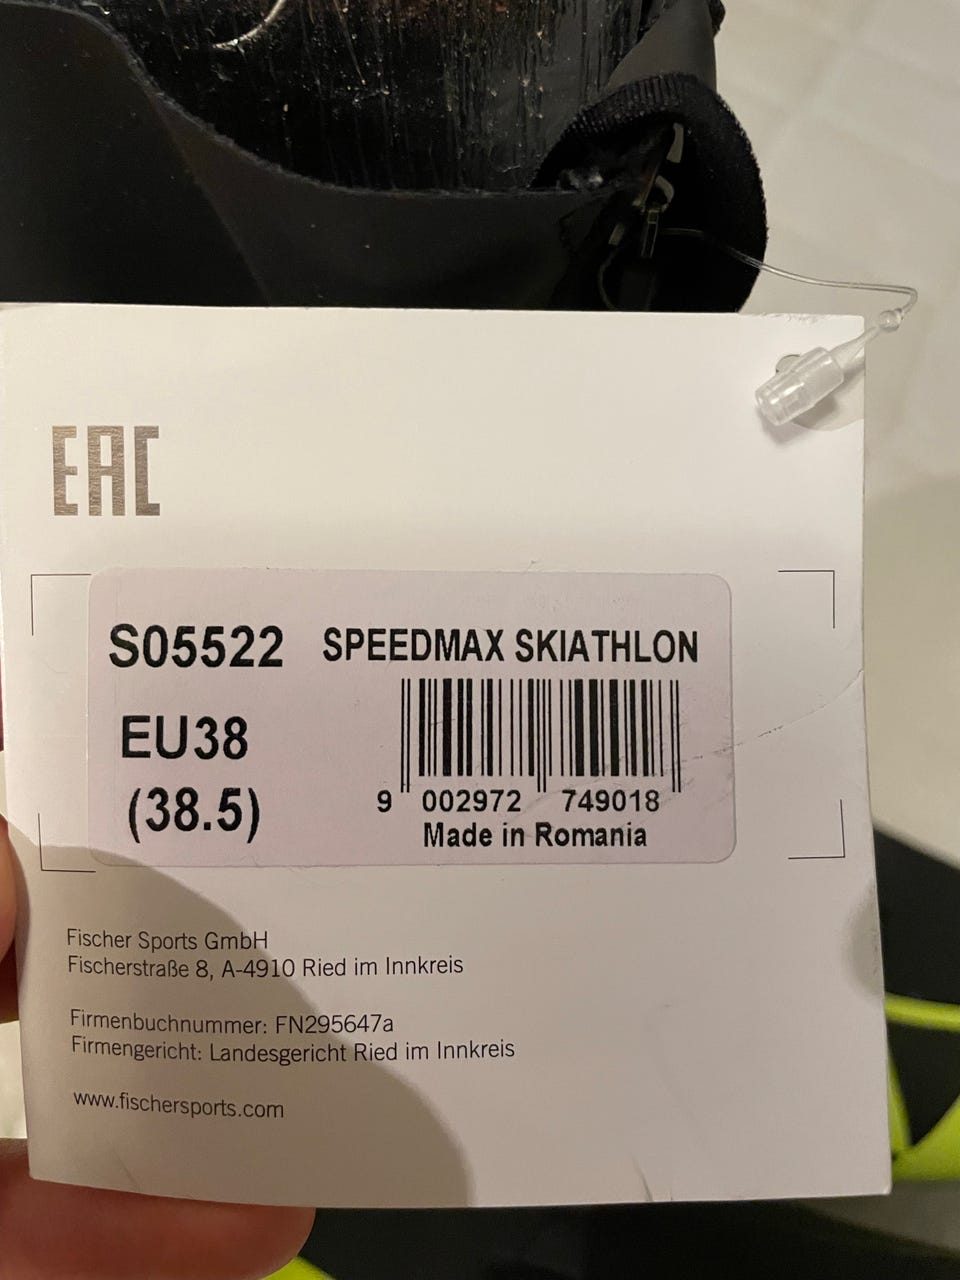 EAC
S05522 SPEEDMAX SKIATHLON
EU38
(38.5)
9 002972 749018
Made in Romania
Fischer Sports GmbH
Fischerstraße 8, A-4910 Ried im Innkreis
Firmenbuchnummer: FN295647a
Firmengericht: Landesgericht Ried im Innkreis
www.fischersports.com